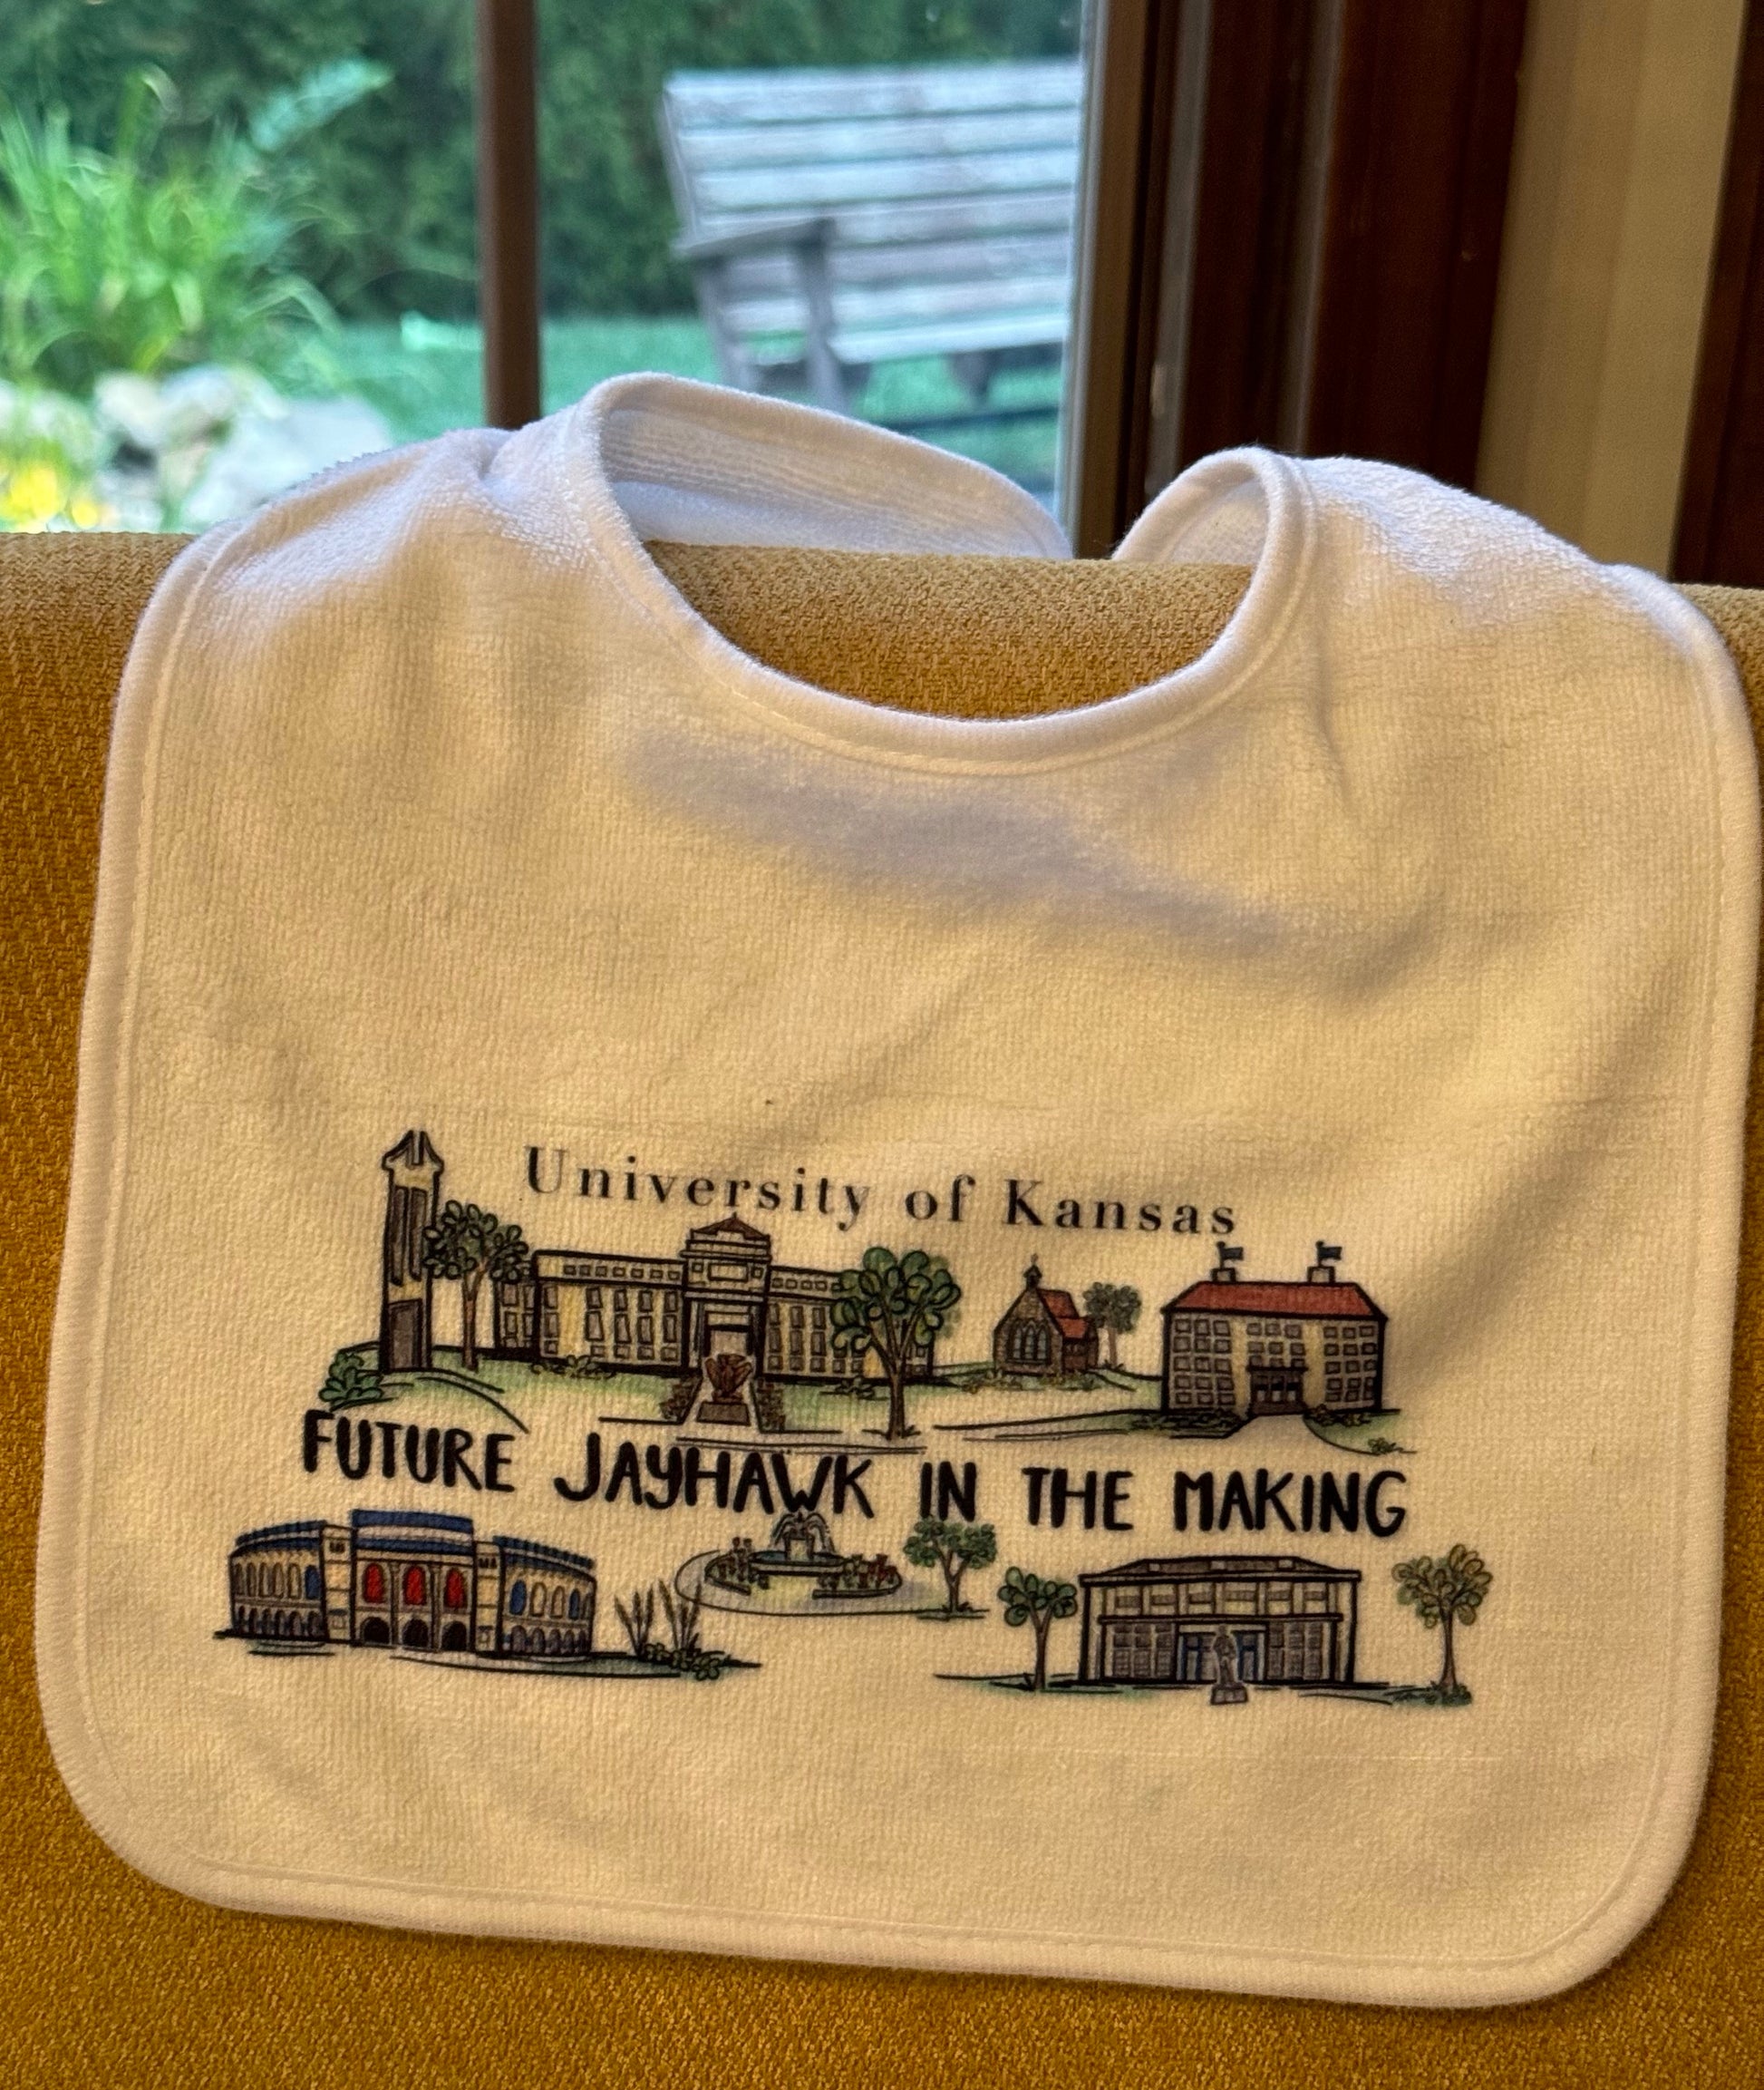 University of Kansas
FUTURE JAYHAWK IN THE MAKING